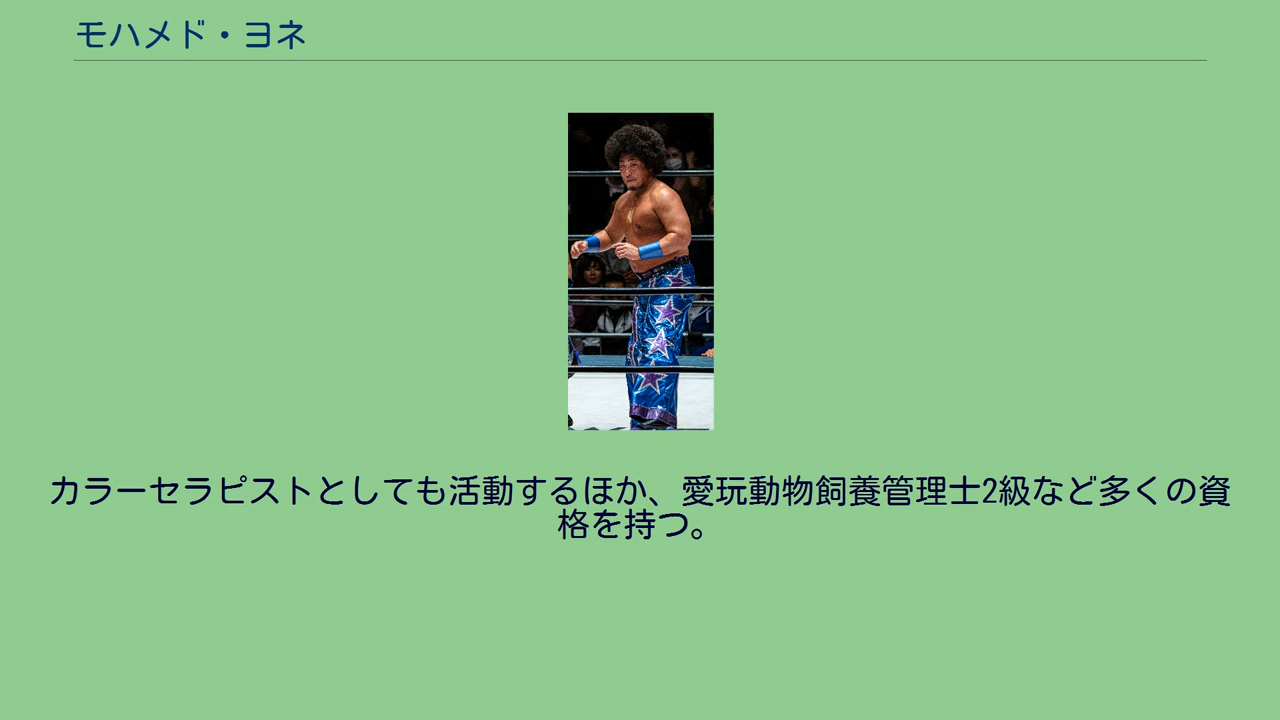 モハメド・ヨネ
カラーセラピストとしても活動するほか、愛玩動物飼養管理士2級など多くの資
格を持つ。